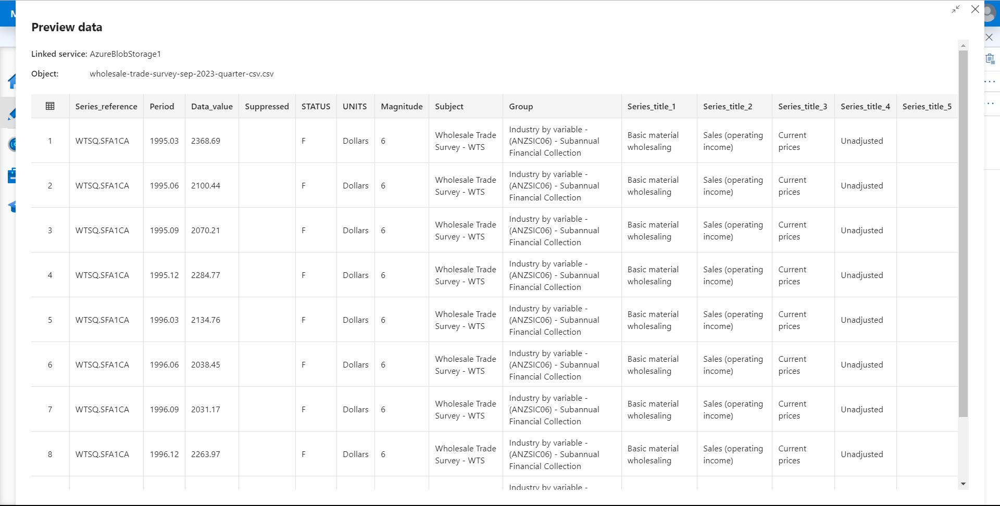 M
Preview data
Linked service: AzureBlobStorage1
Object: wholesale-trade-survey-sep-2023-quarter-csv.csv
Series_reference Period Data_value Suppressed STATUS UNITS Magnitude Subject Group Series_title_1 Series_title_2 Series_title_3 Series_title_4 Series_title_5
1 WTSQ.SFA1CA 1995.03 2368.69 F Dollars 6 Wholesale Trade Survey - WTS Industry by variable - (ANZSIC06) - Subannual Financial Collection Basic material wholesaling Sales (operating income) Current prices Unadjusted
2 WTSQ.SFA1CA 1995.06 2100.44 F Dollars 6 Wholesale Trade Survey - WTS Industry by variable - (ANZSIC06) - Subannual Financial Collection Basic material wholesaling Sales (operating income) Current prices Unadjusted
3 WTSQ.SFA1CA 1995.09 2070.21 F Dollars 6 Wholesale Trade Survey - WTS Industry by variable - (ANZSIC06) - Subannual Financial Collection Basic material wholesaling Sales (operating income) Current prices Unadjusted
4 WTSQ.SFA1CA 1995.12 2284.77 F Dollars 6 Wholesale Trade Survey - WTS Industry by variable - (ANZSIC06) - Subannual Financial Collection Basic material wholesaling Sales (operating income) Current prices Unadjusted
5 WTSQ.SFA1CA 1996.03 2134.76 F Dollars 6 Wholesale Trade Survey - WTS Industry by variable - (ANZSIC06) - Subannual Financial Collection Basic material wholesaling Sales (operating income) Current prices Unadjusted
6 WTSQ.SFA1CA 1996.06 2038.45 F Dollars 6 Wholesale Trade Survey - WTS Industry by variable - (ANZSIC06) - Subannual Financial Collection Basic material wholesaling Sales (operating income) Current prices Unadjusted
7 WTSQ.SFA1CA 1996.09 2031.17 F Dollars 6 Wholesale Trade Survey - WTS Industry by variable - (ANZSIC06) - Subannual Financial Collection Basic material wholesaling Sales (operating income) Current prices Unadjusted
8 WTSQ.SFA1CA 1996.12 2263.97 F Dollars 6 Wholesale Trade Survey - WTS Industry by variable - (ANZSIC06) - Subannual Financial Collection Basic material wholesaling Sales (operating income) Current prices Unadjusted
Industry by variable -